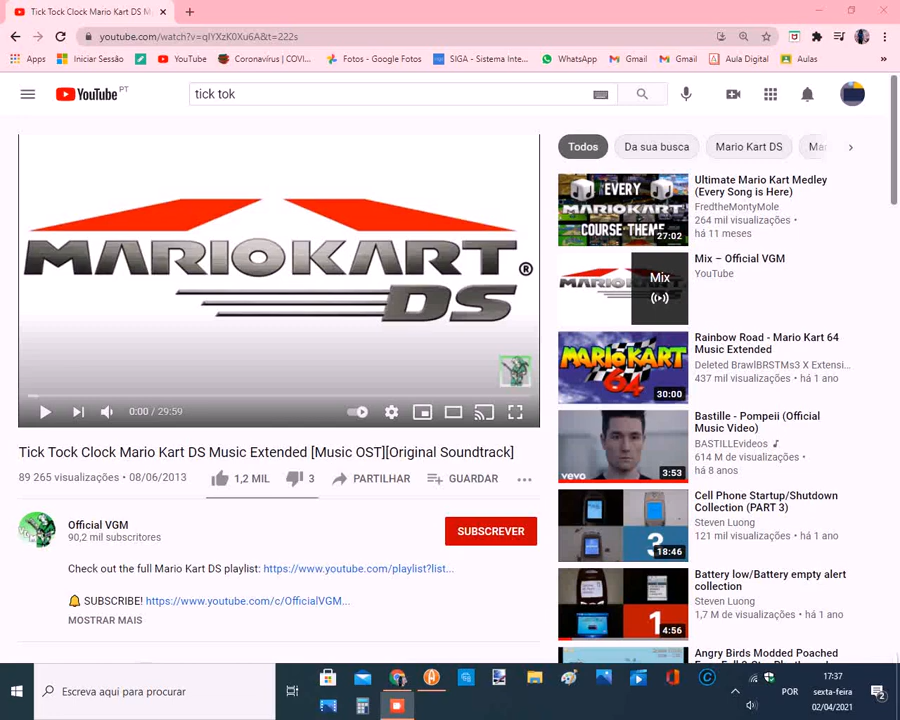 Tick Tock Clock Mario Kart DS M
youtube.com/watch?v=qIYXzK0Xu6A&t=222s
Apps
Iniciar Sessão
YouTube
Coronavírus | COVI...
Fotos - Google Fotos
SIGA - Sistema Inte...
WhatsApp
Gmail
Gmail
Aula Digital
Aulas
»
YouTube PT
tick tok
MARIOKART®
DS
0:00 / 29:59
Tick Tock Clock Mario Kart DS Music Extended [Music OST][Original Soundtrack]
89 265 visualizações • 08/06/2013
1,2 MIL
3
PARTILHAR
GUARDAR
Official VGM
90,2 mil subscritores
SUBSCREVER
Check out the full Mario Kart DS playlist: https://www.youtube.com/playlist?list...
SUBSCRIBE! https://www.youtube.com/c/OfficialVGM...
MOSTRAR MAIS
Todos
Da sua busca
Mario Kart DS
Mar
EVERY
MARIOKART
COURSE THEME
27:02
Ultimate Mario Kart Medley
(Every Song is Here)
FredtheMontyMole
264 mil visualizações •
há 11 meses
Mix
Mix – Official VGM
YouTube
MARIOKART
64
30:00
Rainbow Road - Mario Kart 64
Music Extended
Deleted BrawlBRSTMs3 X Extensi...
437 mil visualizações • há 1 ano
vevo
3:53
Bastille - Pompeii (Official
Music Video)
BASTILLEvideos
614 M de visualizações •
há 8 anos
3
18:46
Cell Phone Startup/Shutdown
Collection (PART 3)
Steven Luong
121 mil visualizações • há 1 ano
1
4:56
Battery low/Battery empty alert
collection
Steven Luong
1,7 M de visualizações • há 1 ano
Angry Birds Modded Poached
Escreva aqui para procurar
POR
17:37
sexta-feira
02/04/2021
2